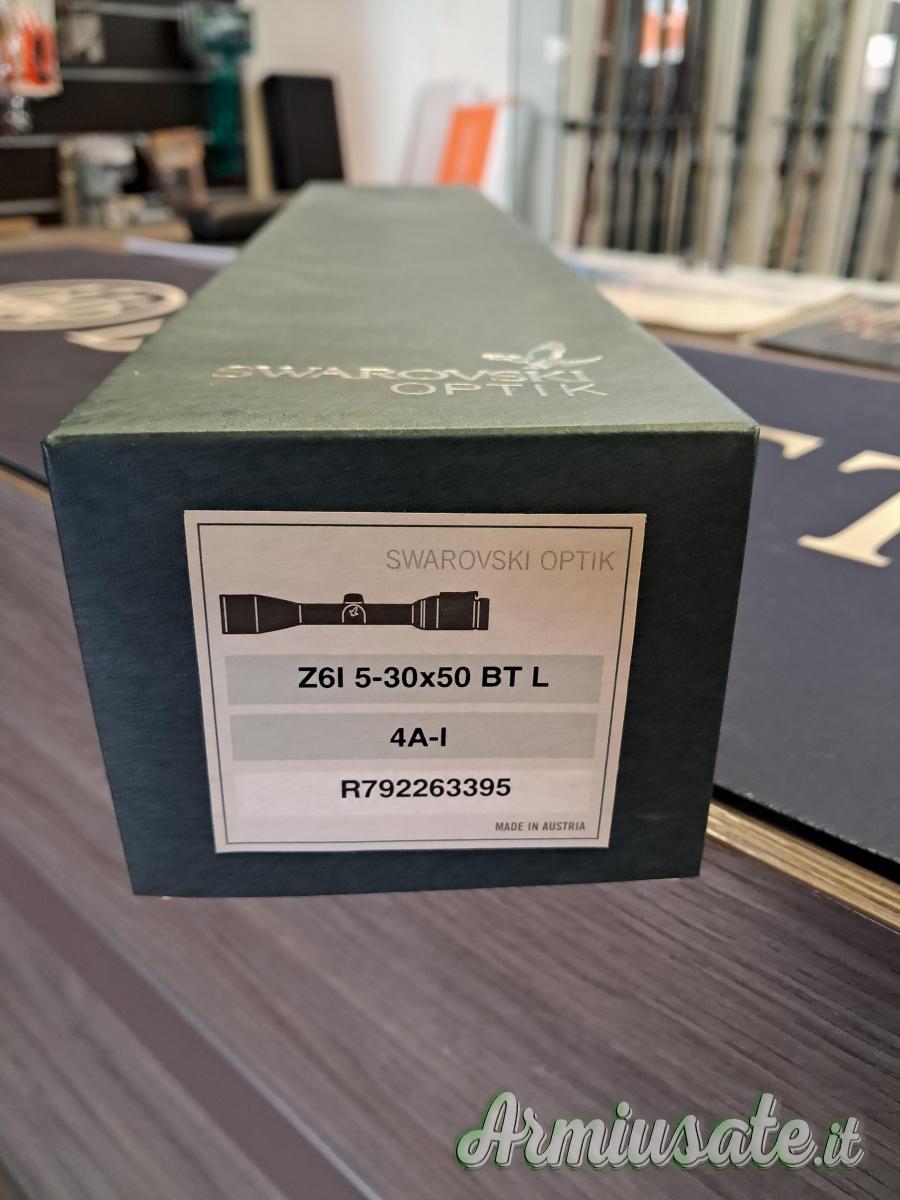 SWAROVSKI
OPTIK
SWAROVSKI OPTIK
Z6I 5-30x50 BT L
4A-I
R792263395
MADE IN AUSTRIA
Armiusate.it